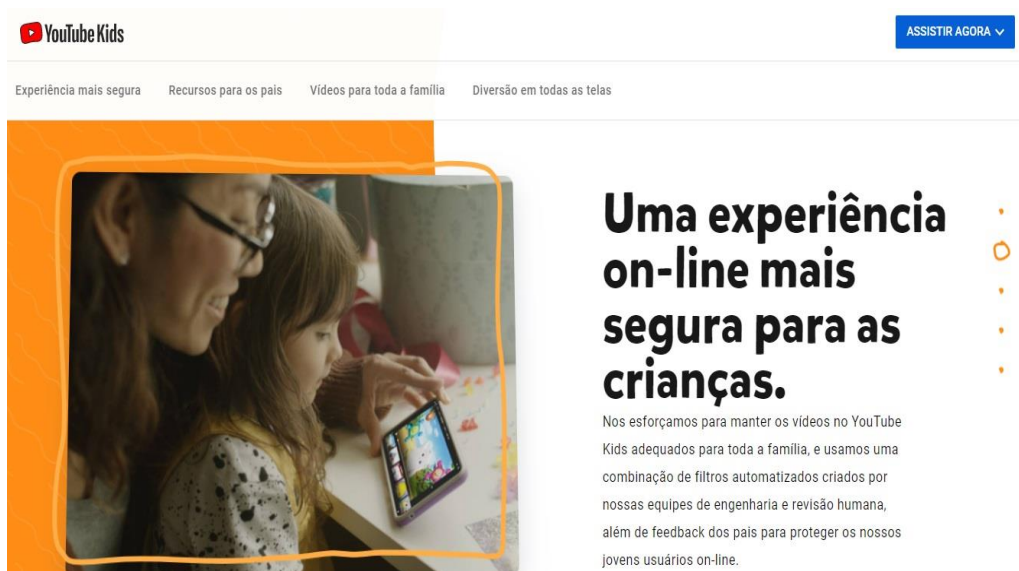 YouTube Kids
ASSISTIR AGORA
Experiência mais segura Recursos para os pais Vídeos para toda a família Diversão em todas as telas
Uma experiência
on-line mais
segura para as
crianças.
Nos esforçamos para manter os vídeos no YouTube
Kids adequados para toda a família, e usamos uma
combinação de filtros automatizados criados por
nossas equipes de engenharia e revisão humana,
além de feedback dos pais para proteger os nossos
jovens usuários on-line.